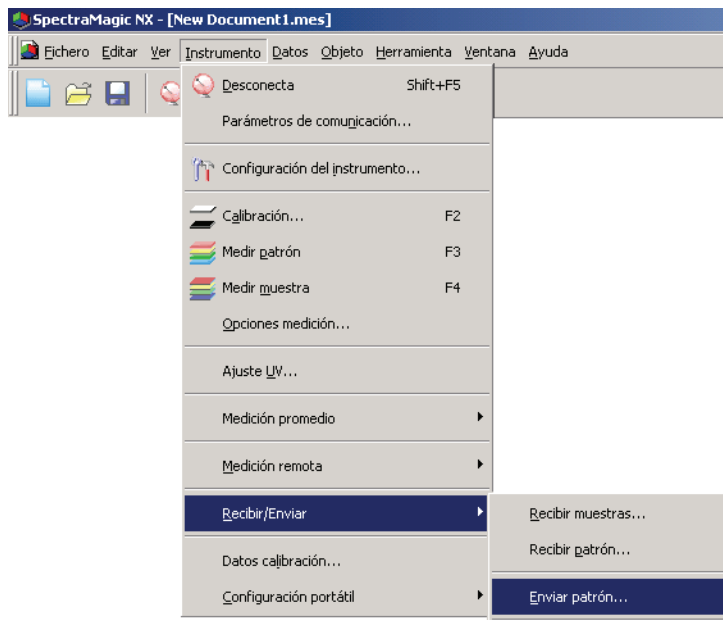 SpectraMagic NX - [New Document1.mes]
Fichero Editar Ver Instrumento Datos Objeto Herramienta Ventana Ayuda
Desconecta Shift+F5
Parámetros de comunicación...
Configuración del instrumento...
Calibración... F2
Medir patrón F3
Medir muestra F4
Opciones medición...
Ajuste UV...
Medición promedio
Medición remota
Recibir/Enviar
Recibir muestras...
Recibir patrón...
Datos calibración...
Configuración portátil
Enviar patrón...